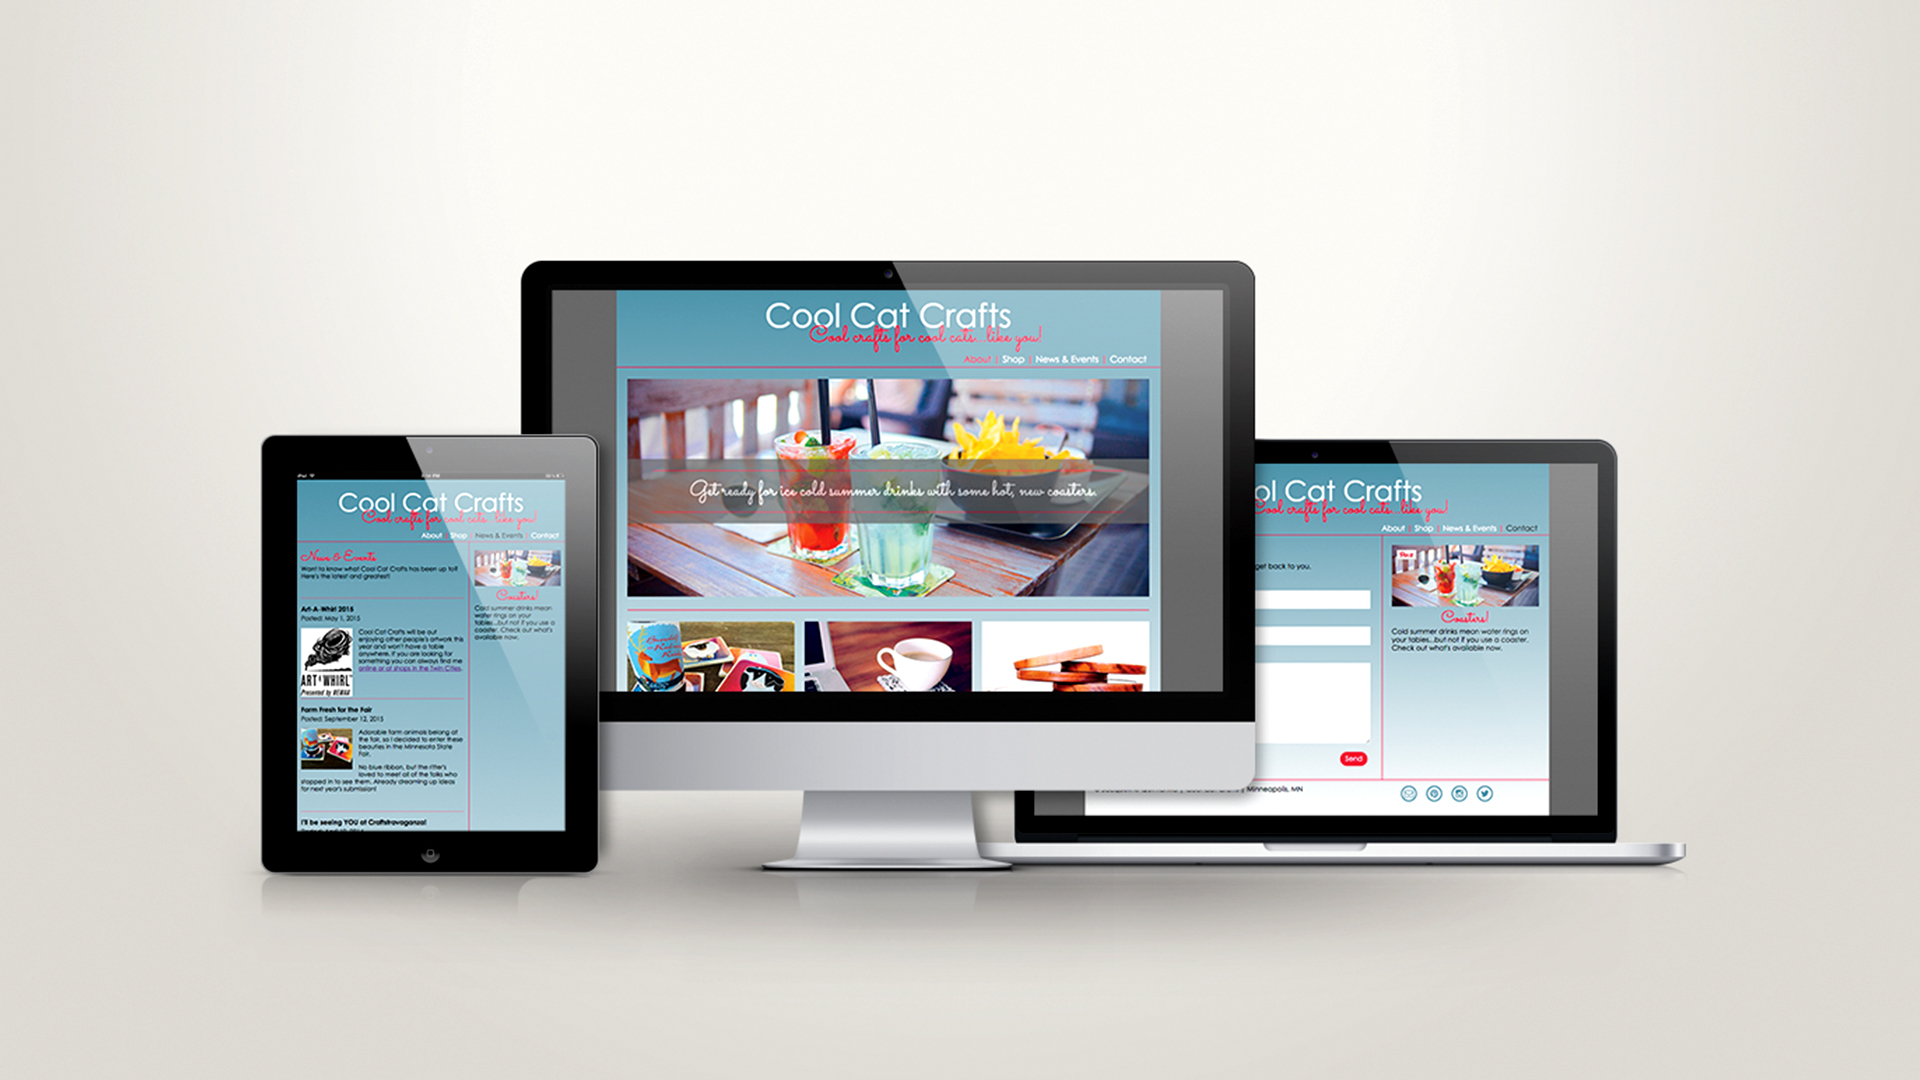 Cool Cat Crafts
Cool crafts for cool cats...like you!
About | Shop | News & Events | Contact
Get ready for ice cold summer drinks with some hot, new coasters.
Cool Cat Crafts
Cool crafts for cool cats...like you!
About Shop News & Events Contact
News & Events
Want to know what Cool Cat Crafts has been up to?
Here's the latest and greatest!
Art-A-Whirl 2015
Posted: May 1, 2015
Cool Cat Crafts will be out
enjoying other people's artwork this
year and won't have a table
anywhere. If you are looking for
something you can always find me
online or at shops in the Twin Cities.
ART A WHIRL
Presented by NEMAA
Farm Fresh for the Fair
Posted: September 12, 2015
Adorable farm animals belong at
the fair, so I decided to enter these
beauties in the Minnesota State
Fair.
No blue ribbon, but the critter's
loved to meet all of the folks who
stopped in to see them. Already dreaming up ideas
for next year's submission!
I'll be seeing YOU at Craftstravaganza!
Coasters!
Cold summer drinks mean
water rings on your
tables...but not if you use a
coaster. Check out what's
available now.
ol Cat Crafts
Cool crafts for cool cats...like you!
About | Shop | News & Events | Contact
get back to you.
Send
Coasters!
Cold summer drinks mean water rings on
your tables...but not if you use a coaster.
Check out what's available now.
Minneapolis, MN